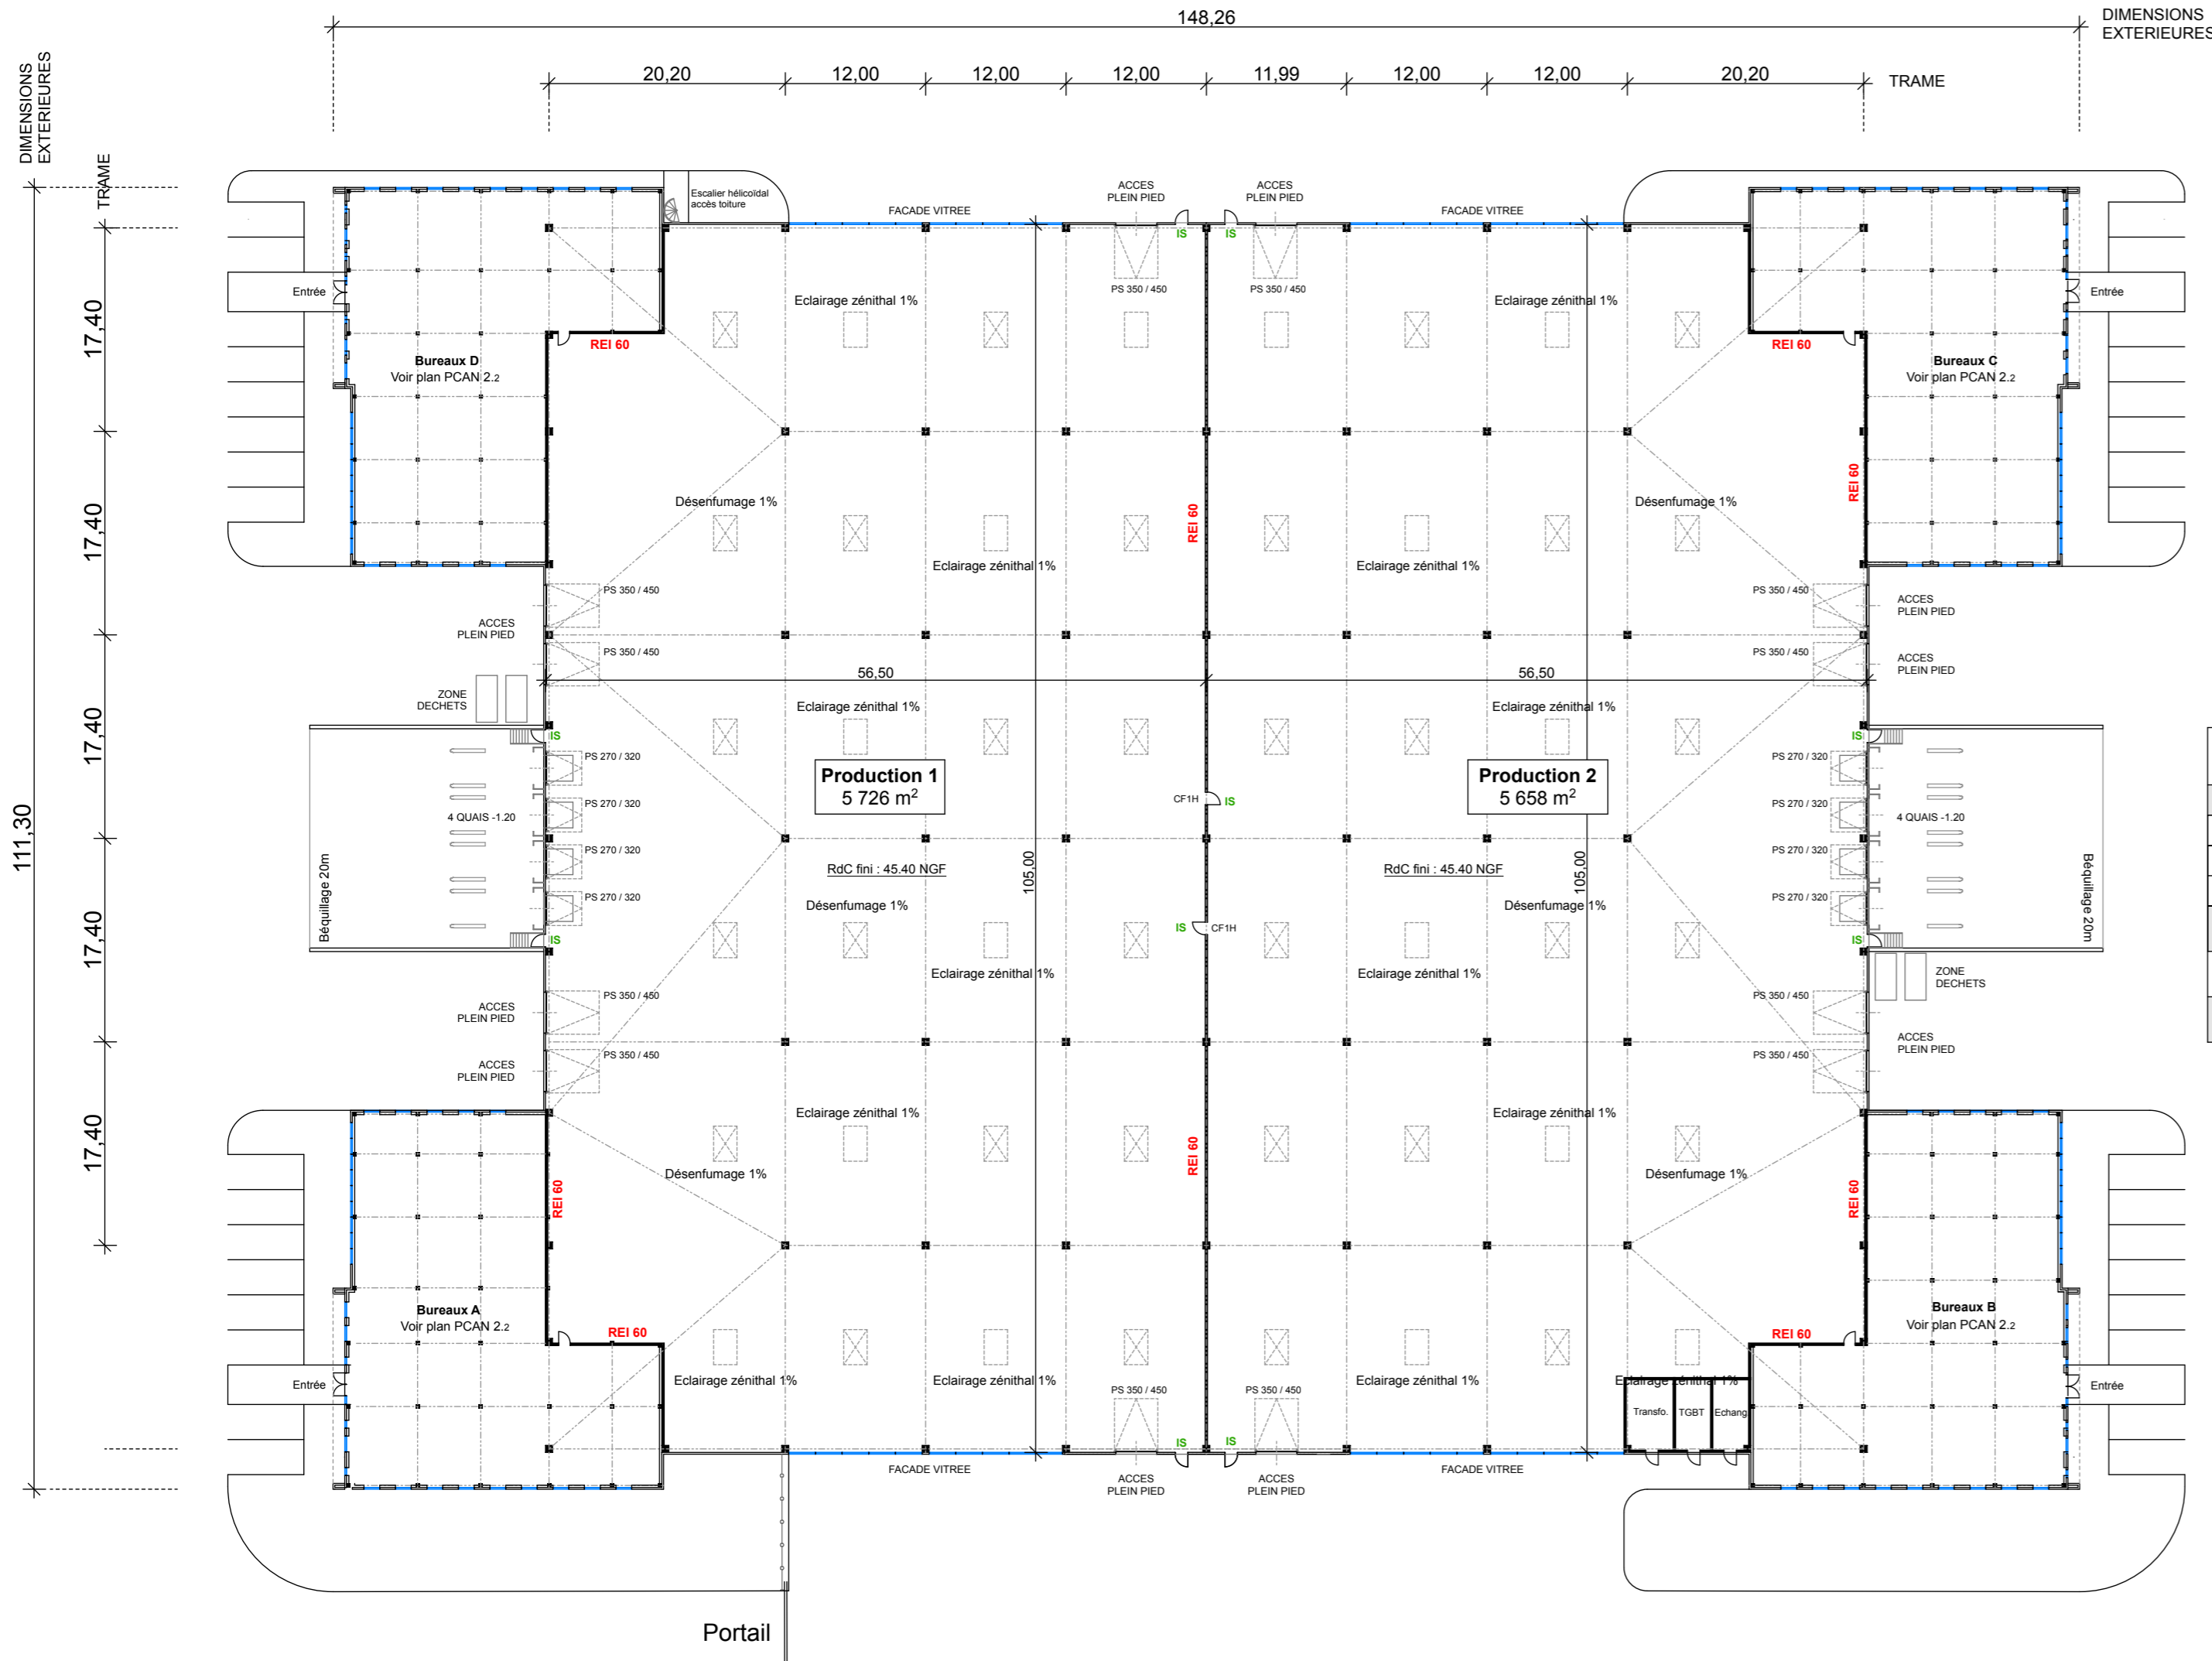 148,26
DIMENSIONS
EXTERIEURES
DIMENSIONS
EXTERIEURES
TRAME
20,20
12,00
12,00
12,00
11,99
12,00
12,00
20,20
TRAME
Escalier hélicoïdal
accès toiture
FACADE VITREE
ACCES
PLEIN PIED
ACCES
PLEIN PIED
FACADE VITREE
IS
IS
Entrée
PS 350 / 450
PS 350 / 450
Entrée
Eclairage zénithal 1%
Eclairage zénithal 1%
17,40
REI 60
REI 60
Bureaux D
Voir plan PCAN 2.2
Bureaux C
Voir plan PCAN 2.2
REI 60
Désenfumage 1%
Désenfumage 1%
REI 60
17,40
Eclairage zénithal 1%
Eclairage zénithal 1%
PS 350 / 450
PS 350 / 450
ACCES
PLEIN PIED
ACCES
PLEIN PIED
PS 350 / 450
PS 350 / 450
ACCES
PLEIN PIED
56,50
56,50
ZONE
DECHETS
Eclairage zénithal 1%
Eclairage zénithal 1%
17,40
IS
IS
PS 270 / 320
PS 270 / 320
Production 1
5 726 m²
Production 2
5 658 m²
CF1H
IS
PS 270 / 320
PS 270 / 320
4 QUAIS -1.20
4 QUAIS -1.20
111,30
PS 270 / 320
PS 270 / 320
RdC fini : 45.40 NGF
105,00
RdC fini : 45.40 NGF
105,00
Béquillage 20m
Béquillage 20m
PS 270 / 320
PS 270 / 320
Désenfumage 1%
Désenfumage 1%
17,40
IS
CF1H
IS
IS
Eclairage zénithal 1%
Eclairage zénithal 1%
ZONE
DECHETS
PS 350 / 450
PS 350 / 450
ACCES
PLEIN PIED
ACCES
PLEIN PIED
PS 350 / 450
PS 350 / 450
ACCES
PLEIN PIED
Eclairage zénithal 1%
Eclairage zénithal 1%
17,40
REI 60
Désenfumage 1%
Désenfumage 1%
REI 60
REI 60
Bureaux A
Voir plan PCAN 2.2
Bureaux B
Voir plan PCAN 2.2
REI 60
REI 60
Eclairage zénithal 1%
Eclairage zénithal 1%
Eclairage zénithal 1%
Eclairage zénithal 1%
Entrée
Entrée
PS 350 / 450
PS 350 / 450
Transfo.
TGBT
Echang
IS
IS
FACADE VITREE
ACCES
PLEIN PIED
ACCES
PLEIN PIED
FACADE VITREE
Portail